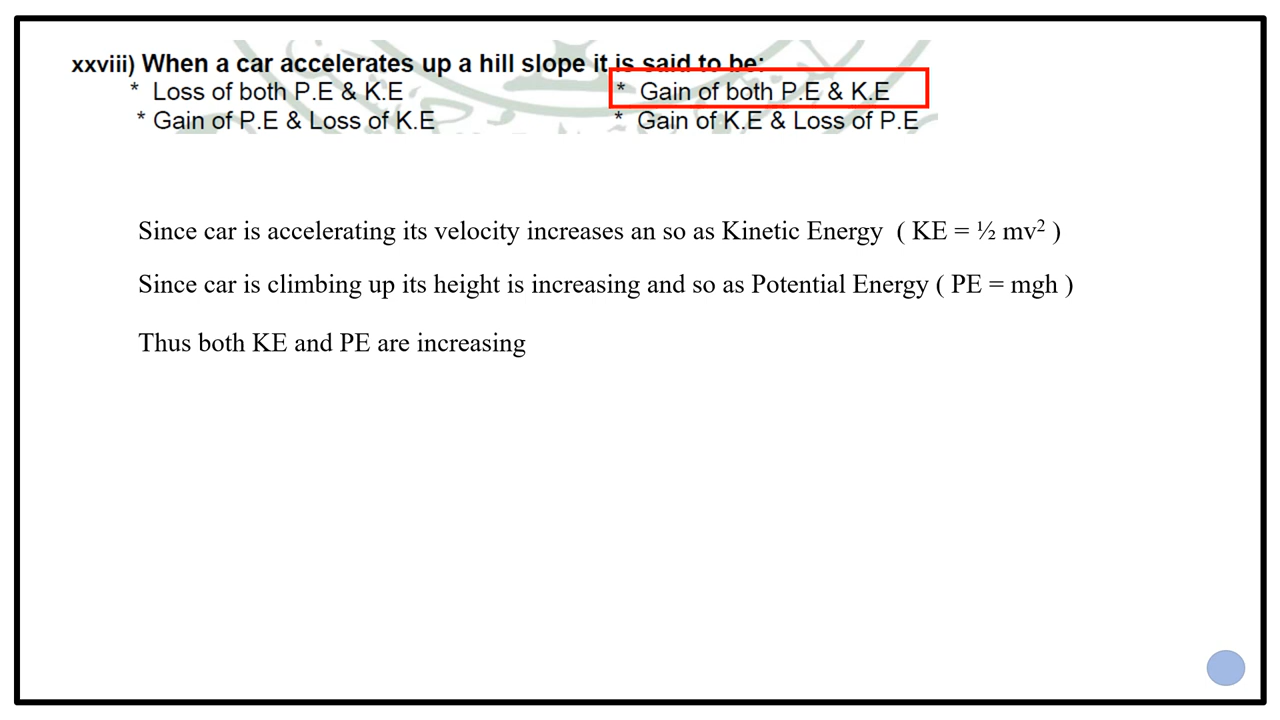 xxviii) When a car accelerates up a hill slope it is said to be:
* Loss of both P.E & K.E * Gain of both P.E & K.E
* Gain of P.E & Loss of K.E * Gain of K.E & Loss of P.E
Since car is accelerating its velocity increases an so as Kinetic Energy ( KE = ½ mv² )
Since car is climbing up its height is increasing and so as Potential Energy ( PE = mgh )
Thus both KE and PE are increasing